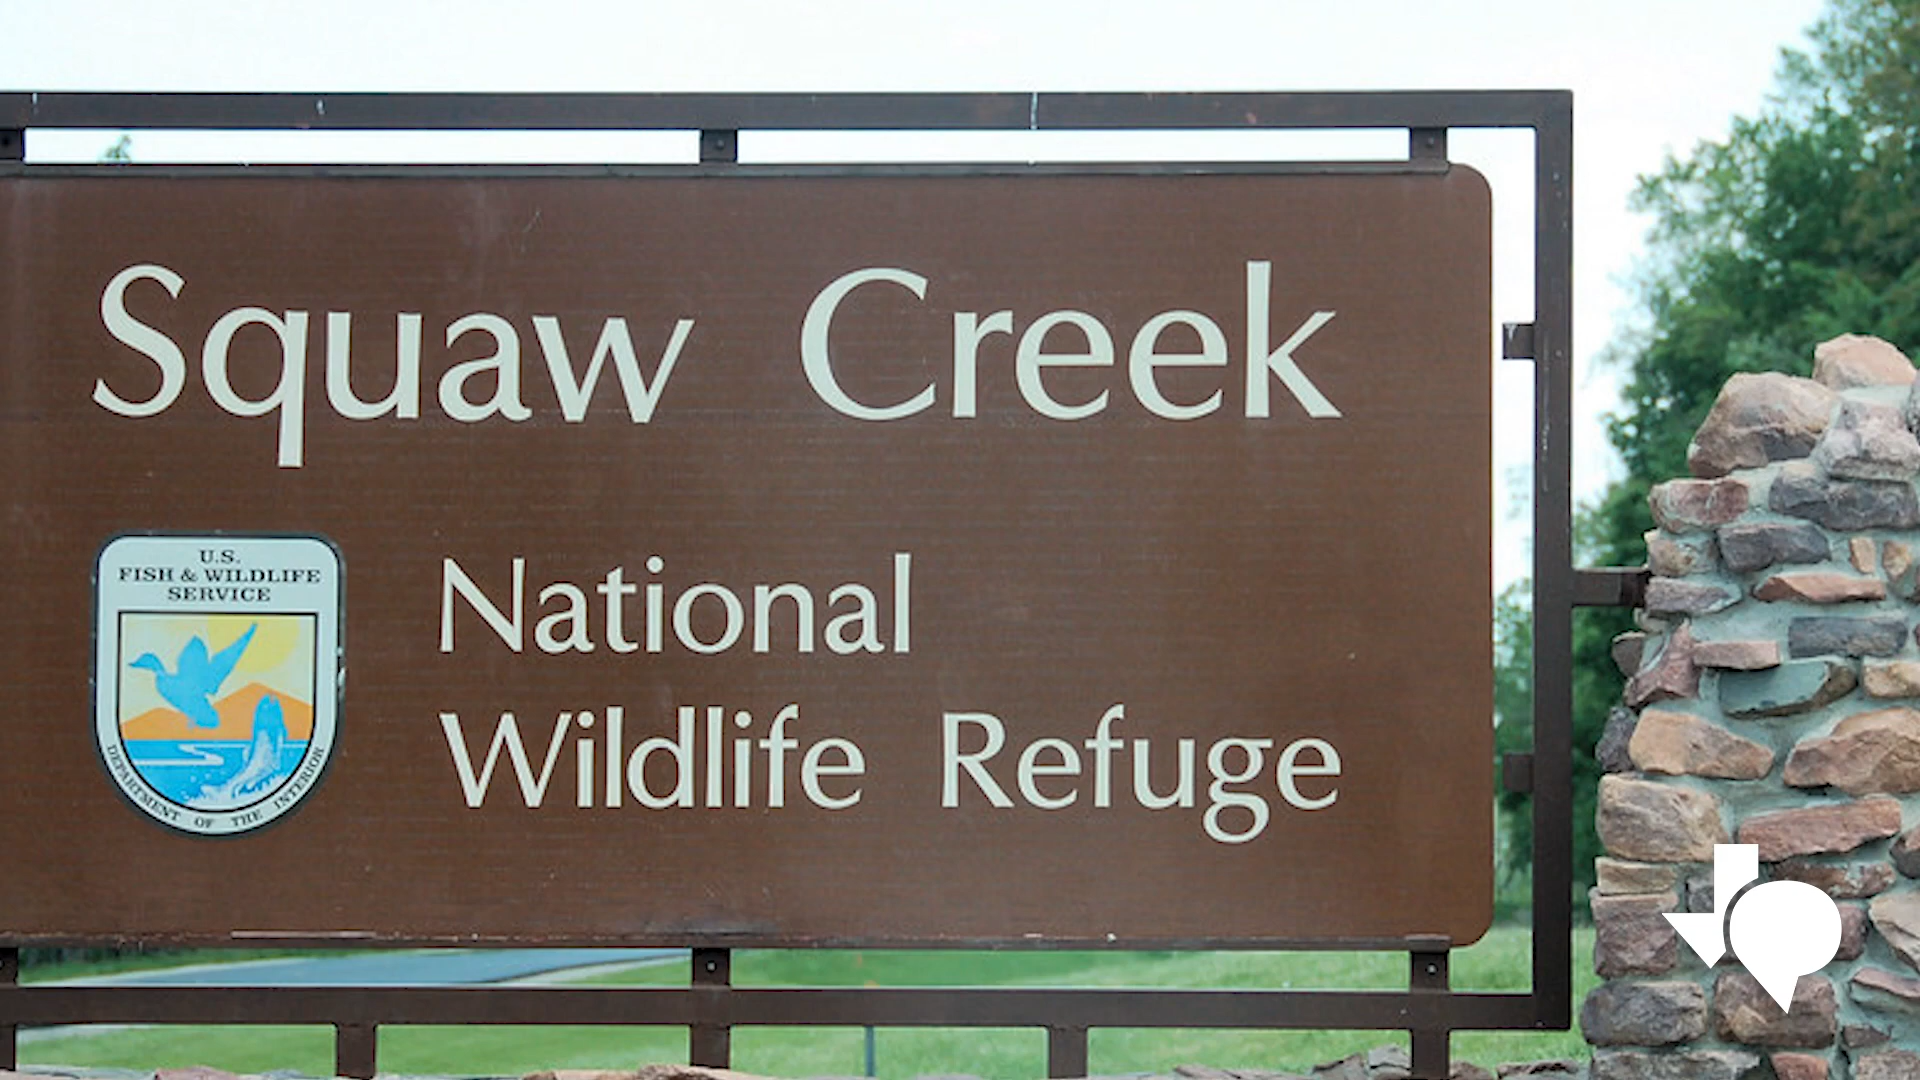 Squaw Creek
U.S.
FISH & WILDLIFE
SERVICE
DEPARTMENT OF THE INTERIOR
National
Wildlife Refuge